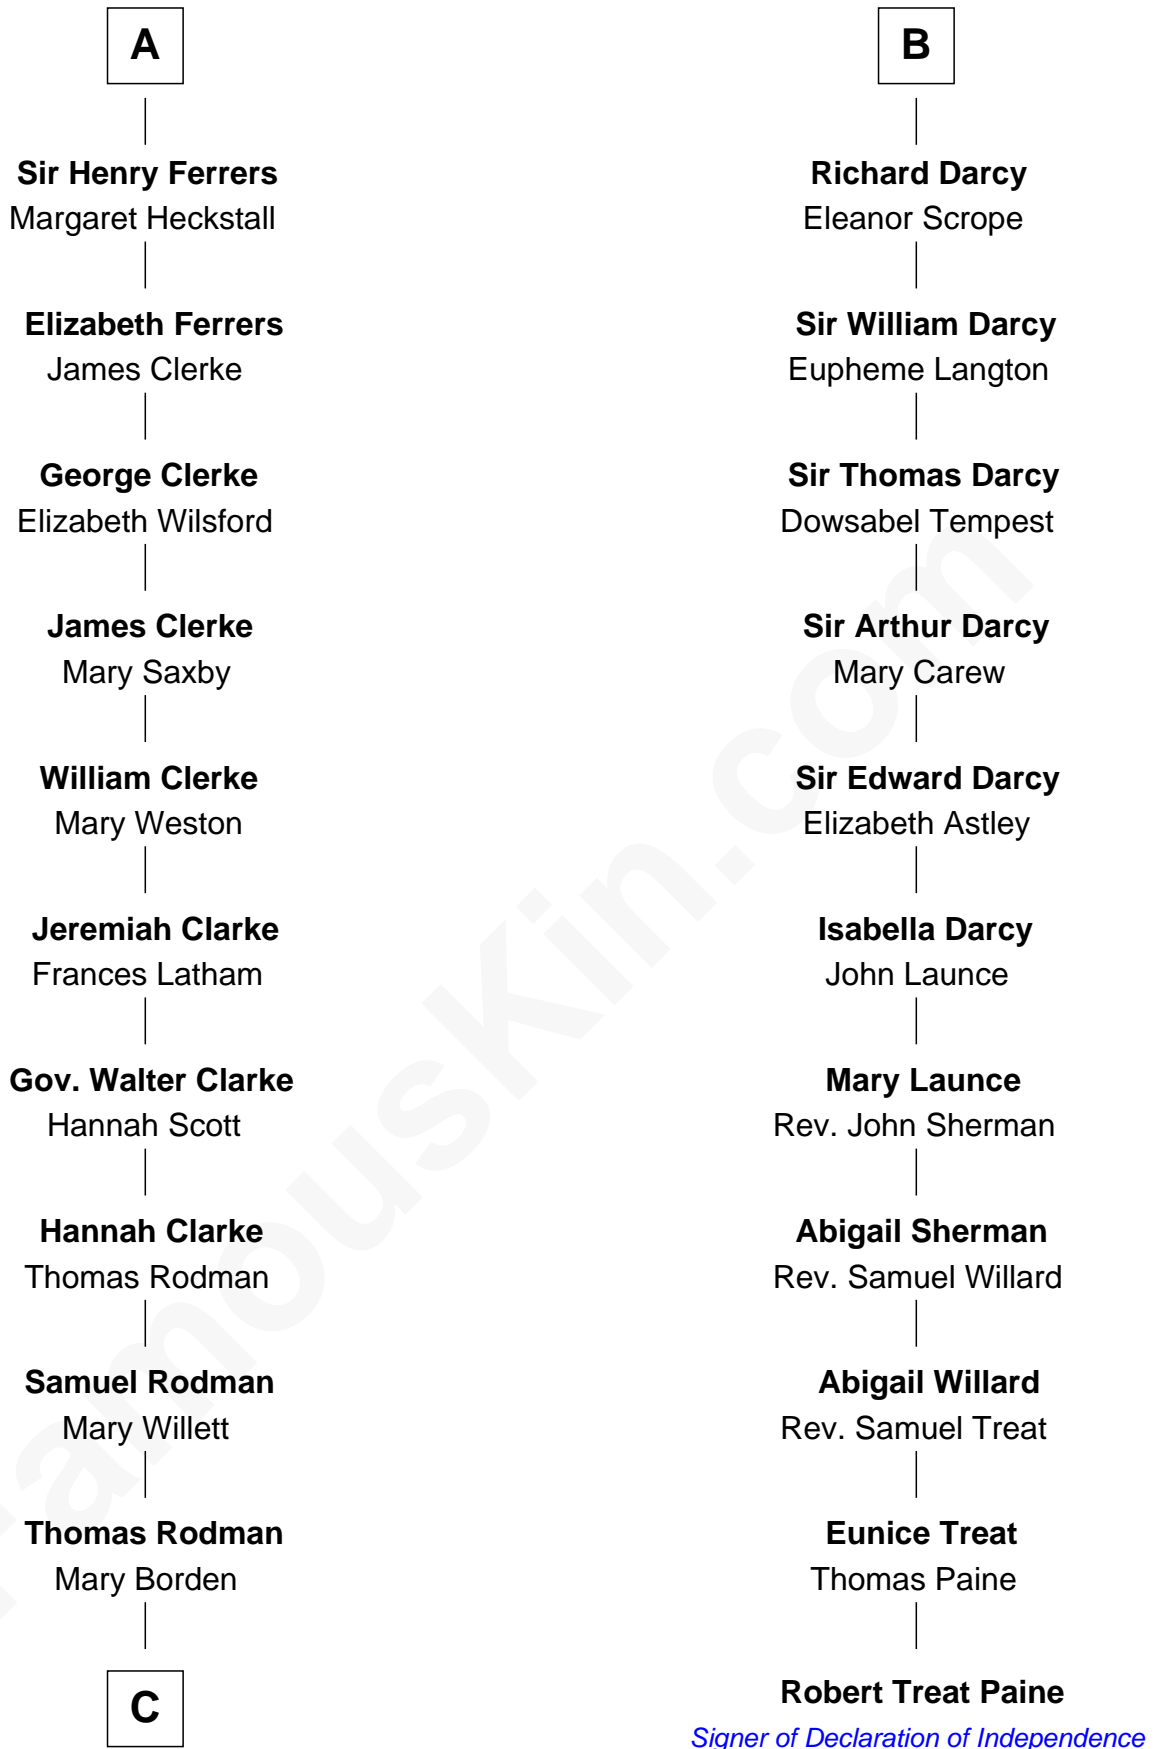 A
Sir Henry Ferrers
Margaret Heckstall
Elizabeth Ferrers
James Clerke
George Clerke
Elizabeth Wilsford
James Clerke
Mary Saxby
William Clerke
Mary Weston
Jeremiah Clarke
Frances Latham
Gov. Walter Clarke
Hannah Scott
Hannah Clarke
Thomas Rodman
Samuel Rodman
Mary Willett
Thomas Rodman
Mary Borden
C
B
Richard Darcy
Eleanor Scrope
Sir William Darcy
Eupheme Langton
Sir Thomas Darcy
Dowsabel Tempest
Sir Arthur Darcy
Mary Carew
Sir Edward Darcy
Elizabeth Astley
Isabella Darcy
John Launce
Mary Launce
Rev. John Sherman
Abigail Sherman
Rev. Samuel Willard
Abigail Willard
Rev. Samuel Treat
Eunice Treat
Thomas Paine
Robert Treat Paine
Signer of Declaration of Independence
FamousKin.com